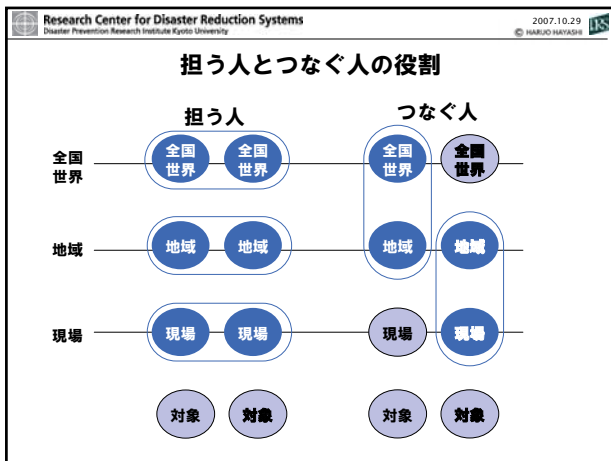 Research Center for Disaster Reduction Systems
Disaster Prevention Research Institute Kyoto University
2007.10.29
© HARUO HAYASHI
DRS
担う人とつなぐ人の役割
担う人
つなぐ人
全国
世界
全国
世界
全国
世界
全国
世界
全国
世界
地域
地域
地域
地域
地域
現場
現場
現場
現場
現場
対象
対象
対象
対象